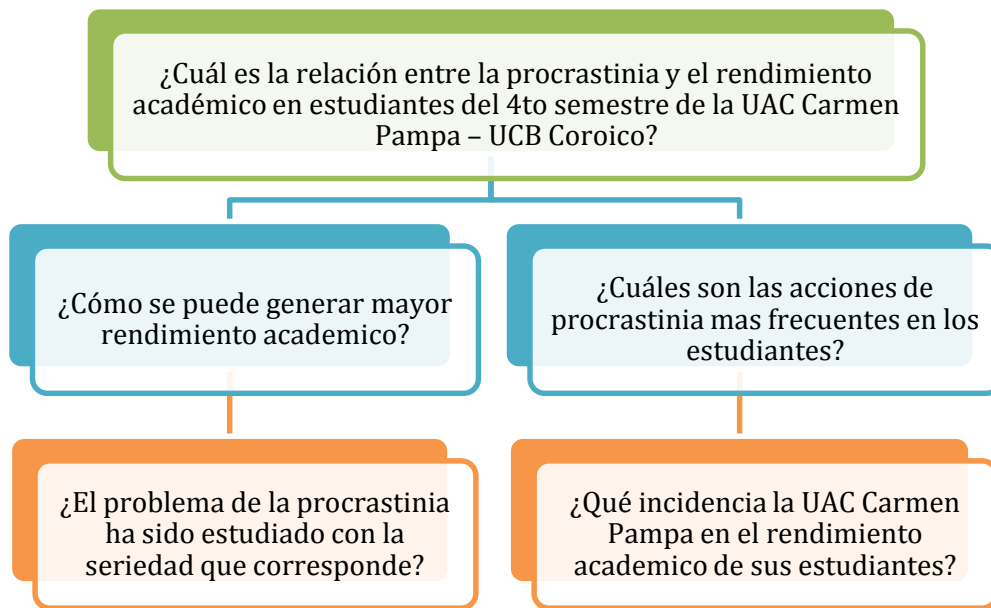 ¿Cuál es la relación entre la procrastinia y el rendimiento
académico en estudiantes del 4to semestre de la UAC Carmen
Pampa – UCB Coroico?
¿Cómo se puede generar mayor
rendimiento academico?
¿Cuáles son las acciones de
procrastinia mas frecuentes en los
estudiantes?
¿El problema de la procrastinia
ha sido estudiado con la
seriedad que corresponde?
¿Qué incidencia la UAC Carmen
Pampa en el rendimiento
academico de sus estudiantes?